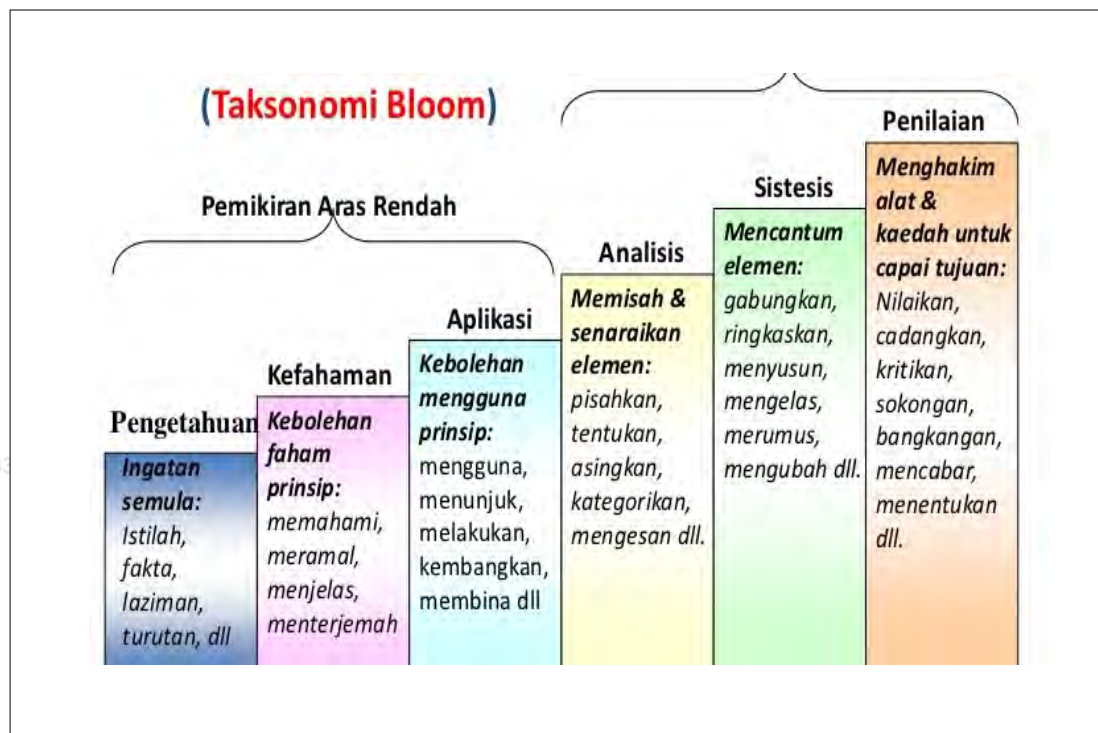 (Taksonomi Bloom)
Pemikiran Aras Rendah
Pengetahuan
Ingatan
semula:
Istilah,
fakta,
laziman,
turutan, dll
Kefahaman
Kebolehan
faham
prinsip:
memahami,
meramal,
menjelas,
menterjemah
Aplikasi
Kebolehan
mengguna
prinsip:
mengguna,
menunjuk,
melakukan,
kembangkan,
membina dll
Analisis
Memisah &
senaraikan
elemen:
pisahkan,
tentukan,
asingkan,
kategorikan,
mengesan dll.
Sistesis
Mencantum
elemen:
gabungkan,
ringkaskan,
menyusun,
mengelas,
merumus,
mengubah dll.
Penilaian
Menghakim
alat &
kaedah untuk
capai tujuan:
Nilaikan,
cadangkan,
kritikan,
sokongan,
bangkangan,
mencabar,
menentukan
dll.